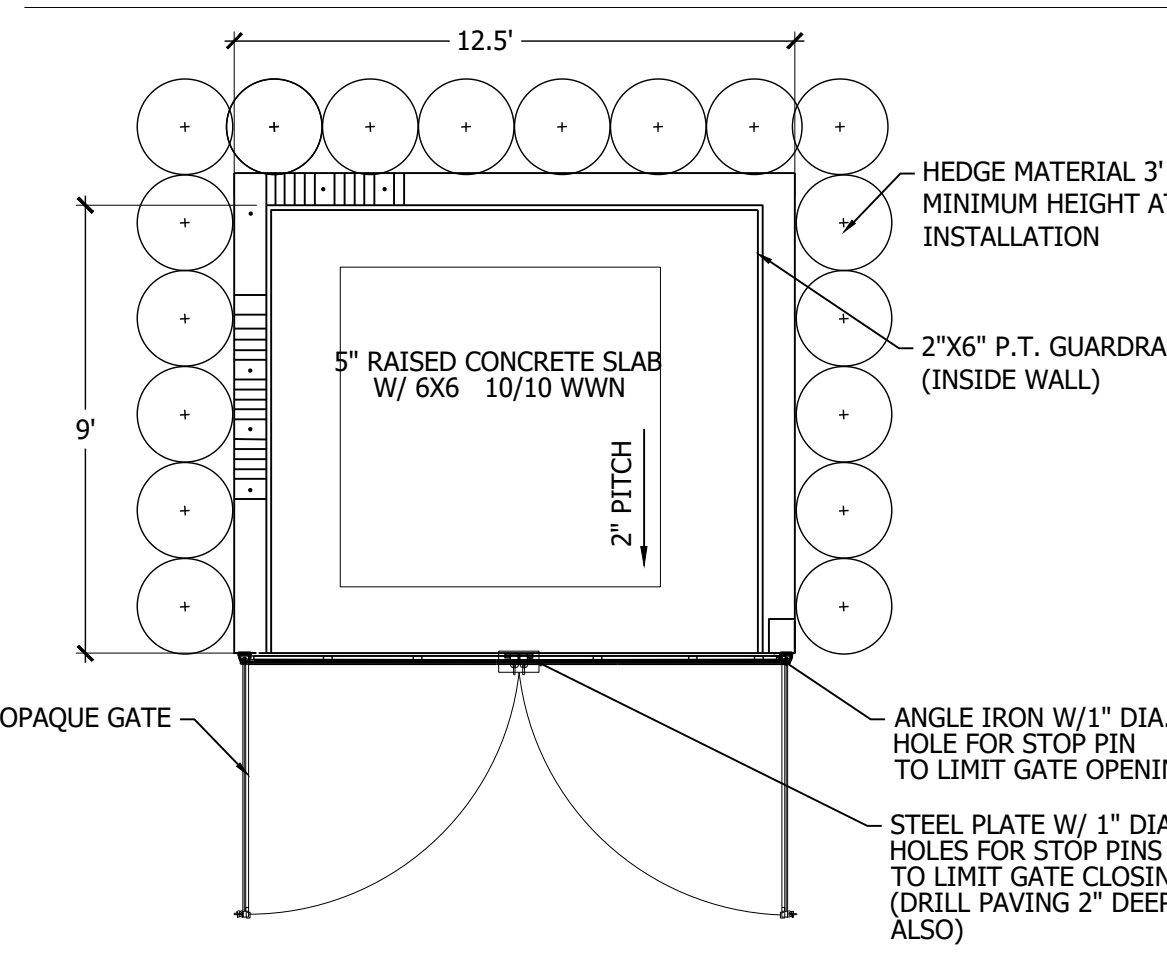 12.5'
HEDGE MATERIAL 3'
MINIMUM HEIGHT AT
INSTALLATION
2"X6" P.T. GUARDRA
(INSIDE WALL)
5" RAISED CONCRETE SLAB
W/ 6X6 10/10 WWN
9'
2" PITCH
OPAQUE GATE
ANGLE IRON W/1" DIA.
HOLE FOR STOP PIN
TO LIMIT GATE OPENIN
STEEL PLATE W/ 1" DIA
HOLES FOR STOP PINS
TO LIMIT GATE CLOSIN
(DRILL PAVING 2" DEEP
ALSO)